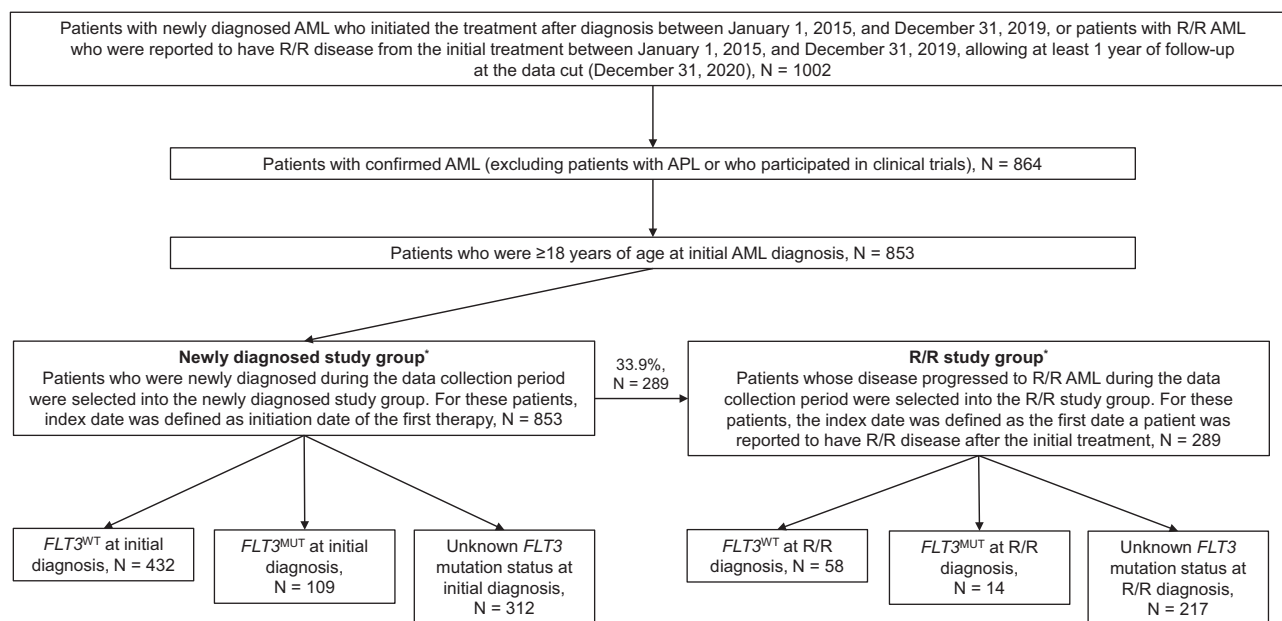 Patients with newly diagnosed AML who initiated the treatment after diagnosis between January 1, 2015, and December 31, 2019, or patients with R/R AML
who were reported to have R/R disease from the initial treatment between January 1, 2015, and December 31, 2019, allowing at least 1 year of follow-up
at the data cut (December 31, 2020), N = 1002
Patients with confirmed AML (excluding patients with APL or who participated in clinical trials), N = 864
Patients who were ≥18 years of age at initial AML diagnosis, N = 853
Newly diagnosed study group*
Patients who were newly diagnosed during the data collection period
were selected into the newly diagnosed study group. For these patients,
index date was defined as initiation date of the first therapy, N = 853
33.9%,
N = 289
R/R study group*
Patients whose disease progressed to R/R AML during the data
collection period were selected into the R/R study group. For these
patients, the index date was defined as the first date a patient was
reported to have R/R disease after the initial treatment, N = 289
FLT3WT at initial
diagnosis, N = 432
FLT3MUT at initial
diagnosis,
N = 109
Unknown FLT3
mutation status at
initial diagnosis,
N = 312
FLT3WT at R/R
diagnosis, N = 58
FLT3MUT at R/R
diagnosis,
N = 14
Unknown FLT3
mutation status at
R/R diagnosis,
N = 217